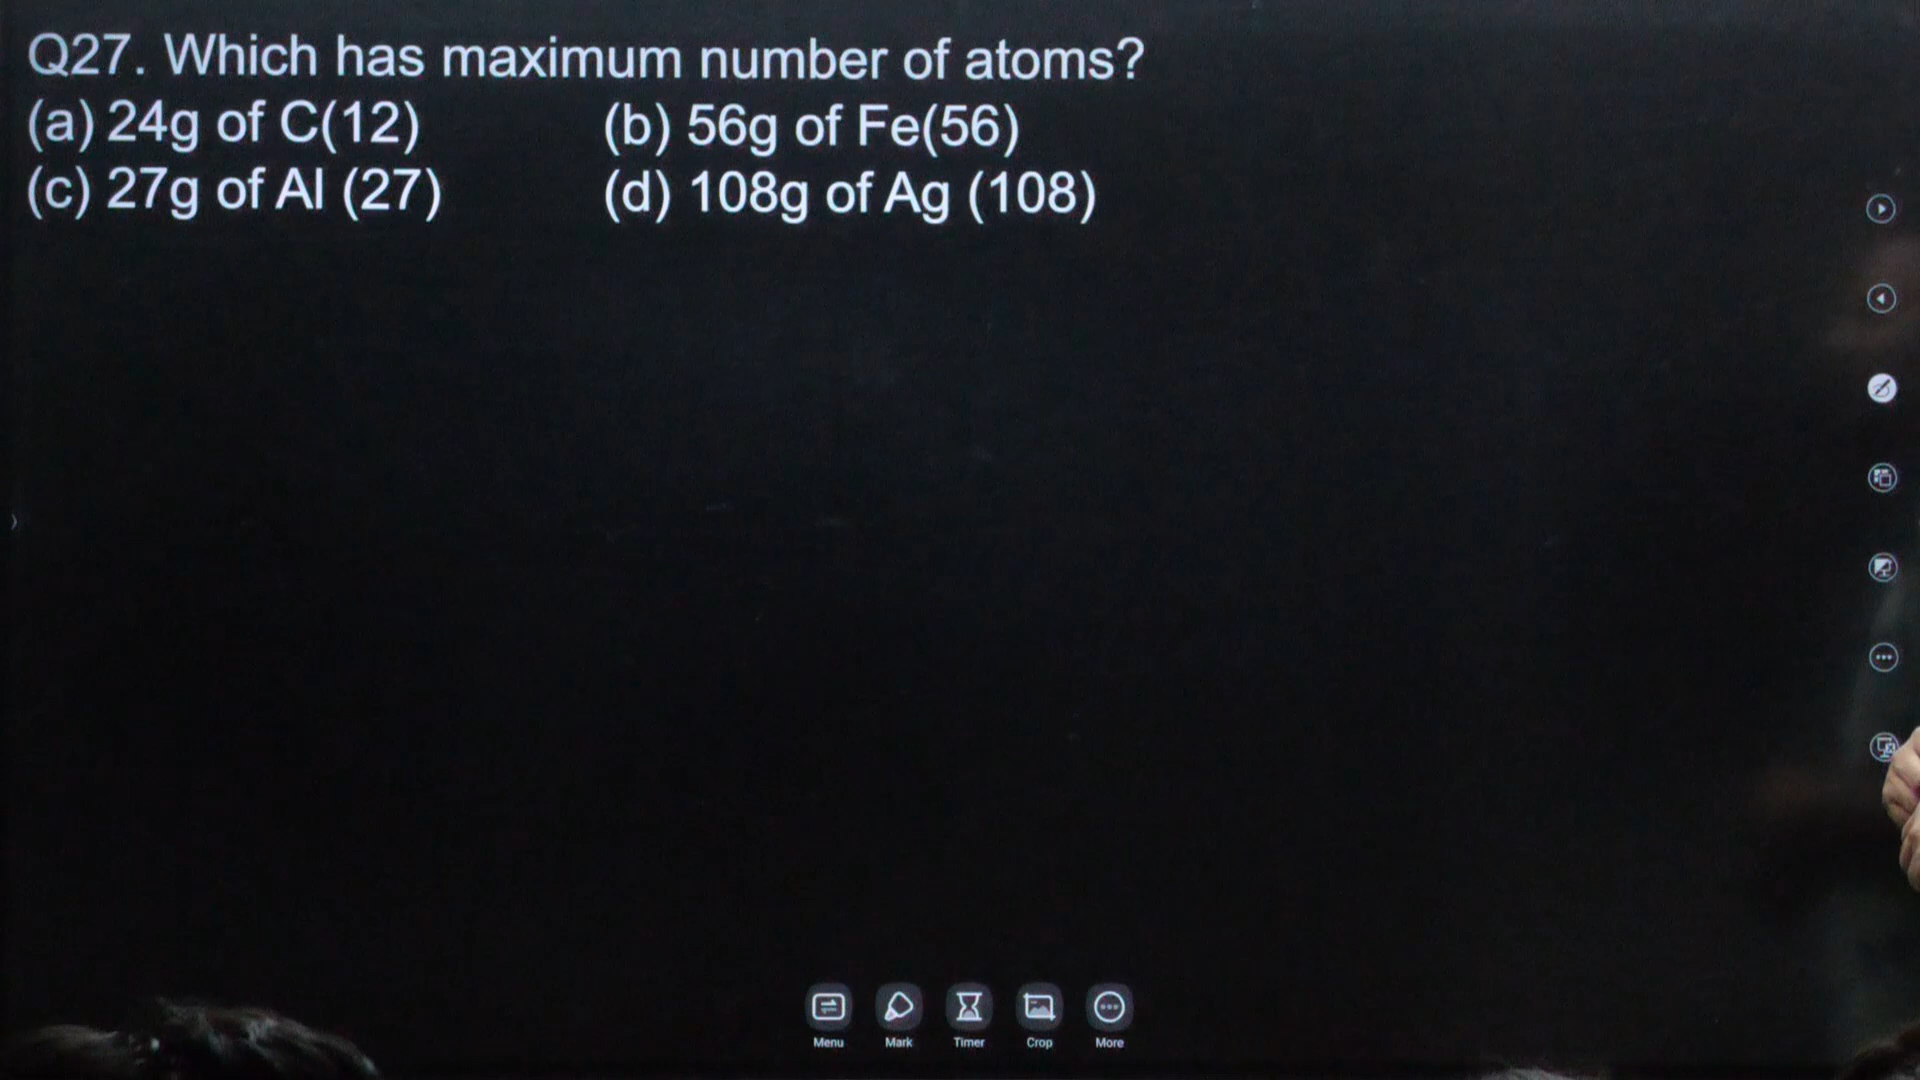 Q27. Which has maximum number of atoms?
(a) 24g of C(12) (b) 56g of Fe(56)
(c) 27g of Al (27) (d) 108g of Ag (108)
Menu Mark Timer Crop More